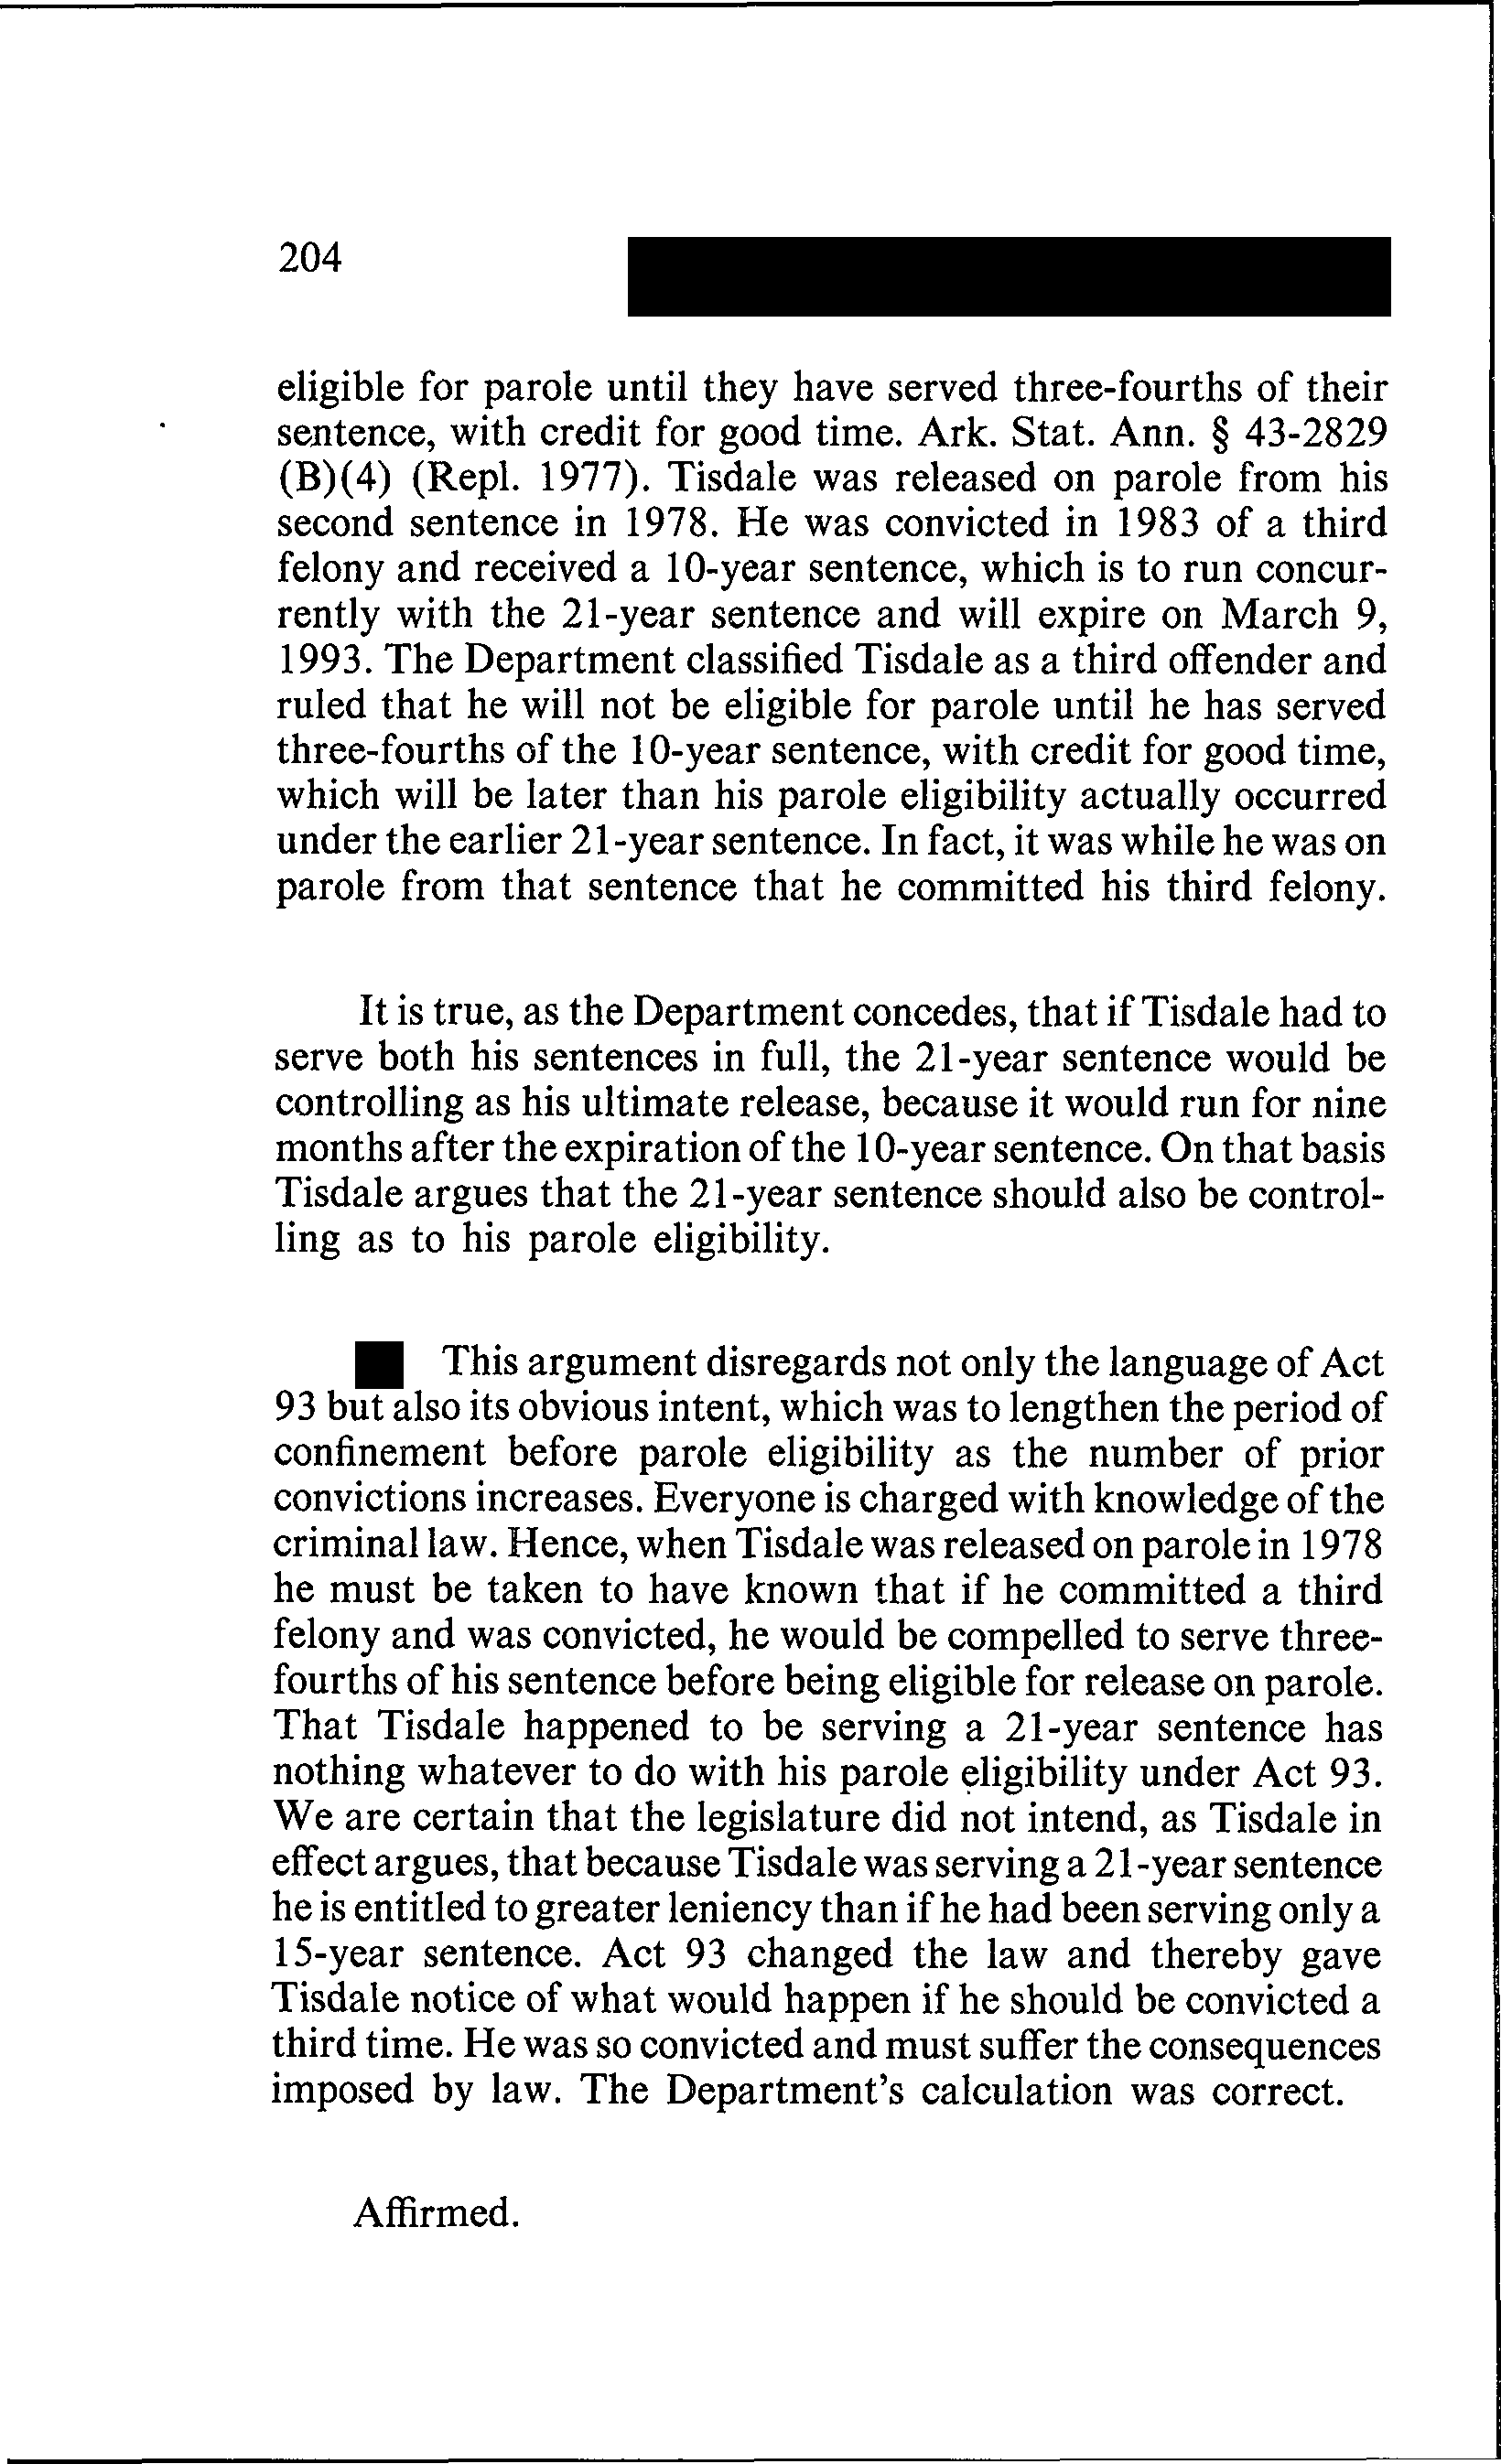 204
eligible for parole until they have served three-fourths of their
sentence, with credit for good time. Ark. Stat. Ann. § 43-2829
(B)(4) (Repl. 1977). Tisdale was released on parole from his
second sentence in 1978. He was convicted in 1983 of a third
felony and received a 10-year sentence, which is to run concur-
rently with the 21-year sentence and will expire on March 9,
1993. The Department classified Tisdale as a third offender and
ruled that he will not be eligible for parole until he has served
three-fourths of the 10-year sentence, with credit for good time,
which will be later than his parole eligibility actually occurred
under the earlier 21-year sentence. In fact, it was while he was on
parole from that sentence that he committed his third felony.
It is true, as the Department concedes, that if Tisdale had to
serve both his sentences in full, the 21-year sentence would be
controlling as his ultimate release, because it would run for nine
months after the expiration of the 10-year sentence. On that basis
Tisdale argues that the 21-year sentence should also be control-
ling as to his parole eligibility.
This argument disregards not only the language of Act
93 but also its obvious intent, which was to lengthen the period of
confinement before parole eligibility as the number of prior
convictions increases. Everyone is charged with knowledge of the
criminal law. Hence, when Tisdale was released on parole in 1978
he must be taken to have known that if he committed a third
felony and was convicted, he would be compelled to serve three-
fourths of his sentence before being eligible for release on parole.
That Tisdale happened to be serving a 21-year sentence has
nothing whatever to do with his parole eligibility under Act 93.
We are certain that the legislature did not intend, as Tisdale in
effect argues, that because Tisdale was serving a 21-year sentence
he is entitled to greater leniency than if he had been serving only a
15-year sentence. Act 93 changed the law and thereby gave
Tisdale notice of what would happen if he should be convicted a
third time. He was so convicted and must suffer the consequences
imposed by law. The Department's calculation was correct.
Affirmed.